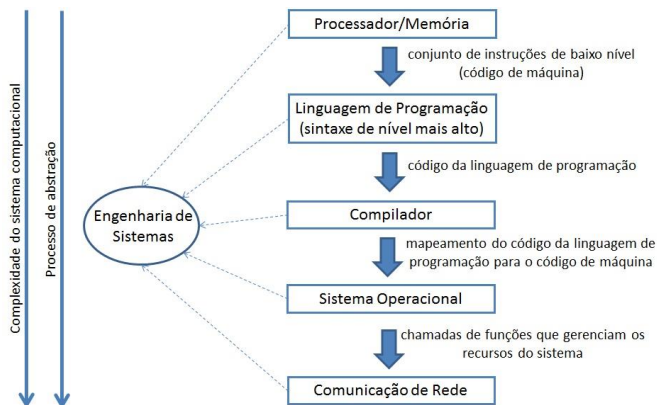 Complexidade do sistema computacional
Processo de abstração
Engenharia de
Sistemas
Processador/Memória
conjunto de instruções de baixo nível
(código de máquina)
Linguagem de Programação
(sintaxe de nível mais alto)
código da linguagem de programação
Compilador
mapeamento do código da linguagem de
programação para o código de máquina
Sistema Operacional
chamadas de funções que gerenciam os
recursos do sistema
Comunicação de Rede